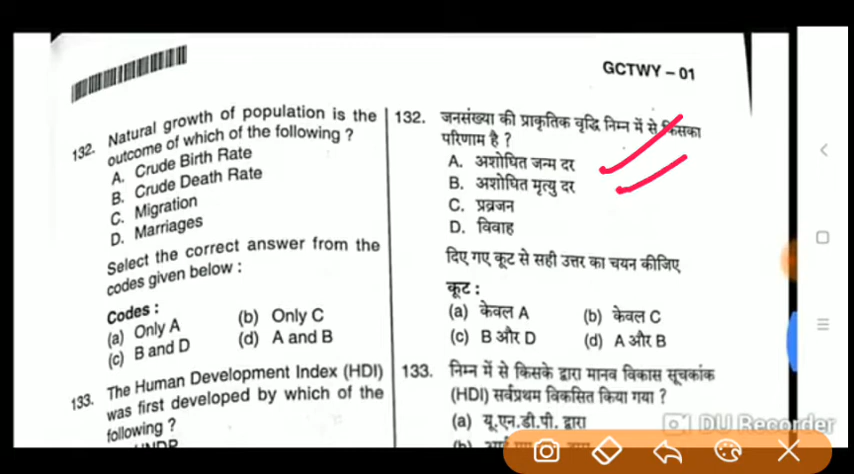 GCTWY – 01
132. Natural growth of population is the
outcome of which of the following ?
A. Crude Birth Rate
B. Crude Death Rate
C. Migration
D. Marriages
Select the correct answer from the
codes given below :
Codes :
(a) Only A (b) Only C
(c) B and D (d) A and B
133. The Human Development Index (HDI)
was first developed by which of the
following ?
132. जनसंख्या की प्राकृतिक वृद्धि निम्न में से किसका
परिणाम है ?
A. अशोधित जन्म दर
B. अशोधित मृत्यु दर
C. प्रव्रजन
D. विवाह
दिए गए कूट से सही उत्तर का चयन कीजिए
कूट :
(a) केवल A (b) केवल C
(c) B और D (d) A और B
133. निम्न में से किसके द्वारा मानव विकास सूचकांक
(HDI) सर्वप्रथम विकसित किया गया ?
(a) यू.एन.डी.पी. द्वारा
DU Recorder